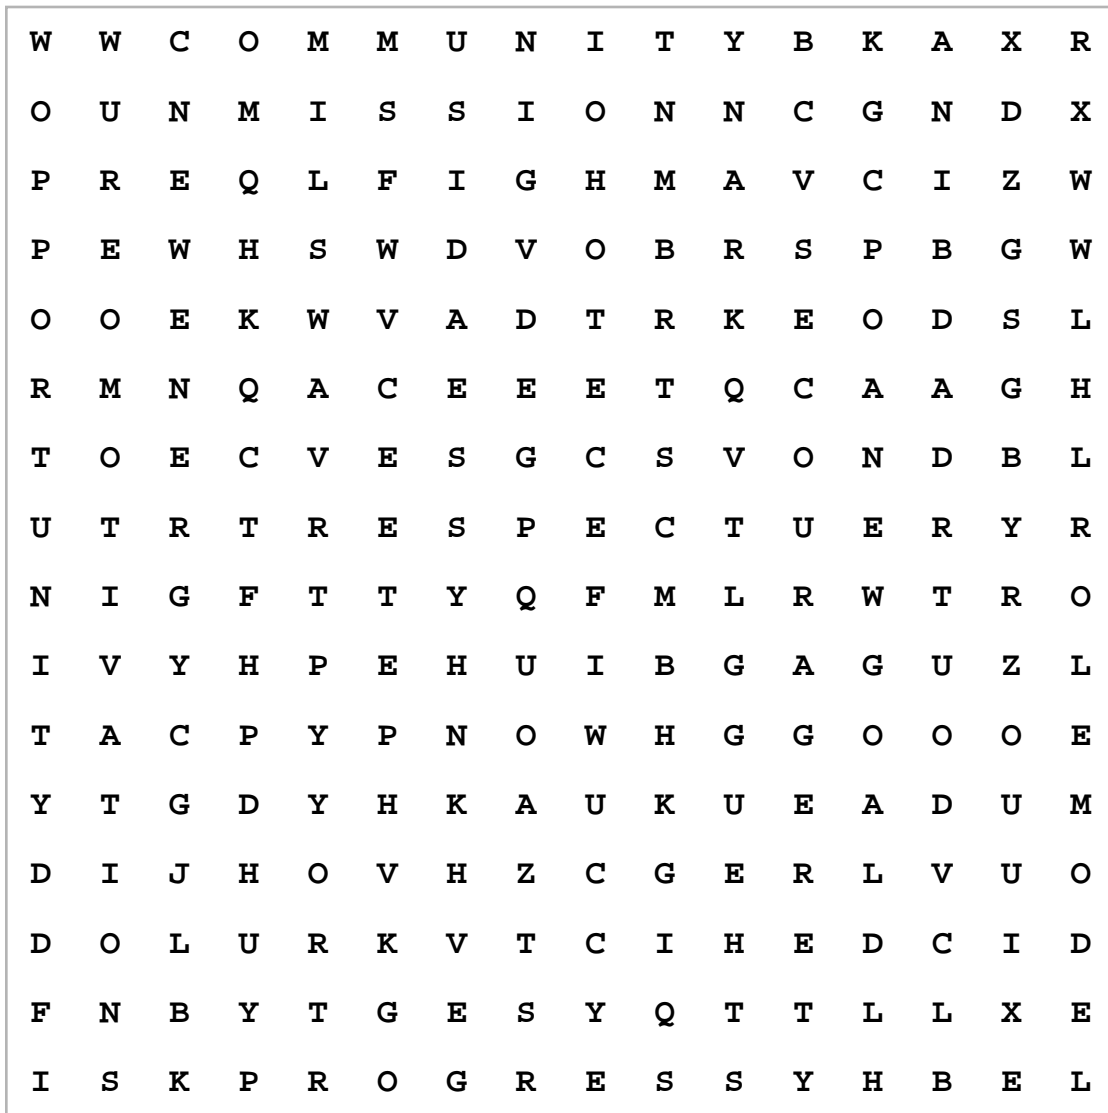 W W C O M M U N I T Y B K A X R
O U N M I S S I O N N C G N D X
P R E Q L F I G H M A V C I Z W
P E W H S W D V O B R S P B G W
O O E K W V A D T R K E O D S L
R M N Q A C E E E T Q C A A G H
T O E C V E S G C S V O N D B L
U T R T R E S P E C T U E R Y R
N I G F T T Y Q F M L R W T R O
I V Y H P E H U I B G A G U Z L
T A C P Y P N O W H G G O O O E
Y T G D Y H K A U K U E A D U M
D I J H O V H Z C G E R L V U O
D O L U R K V T C I H E D C I D
F N B Y T G E S Y Q T T L L X E
I S K P R O G R E S S Y H B E L